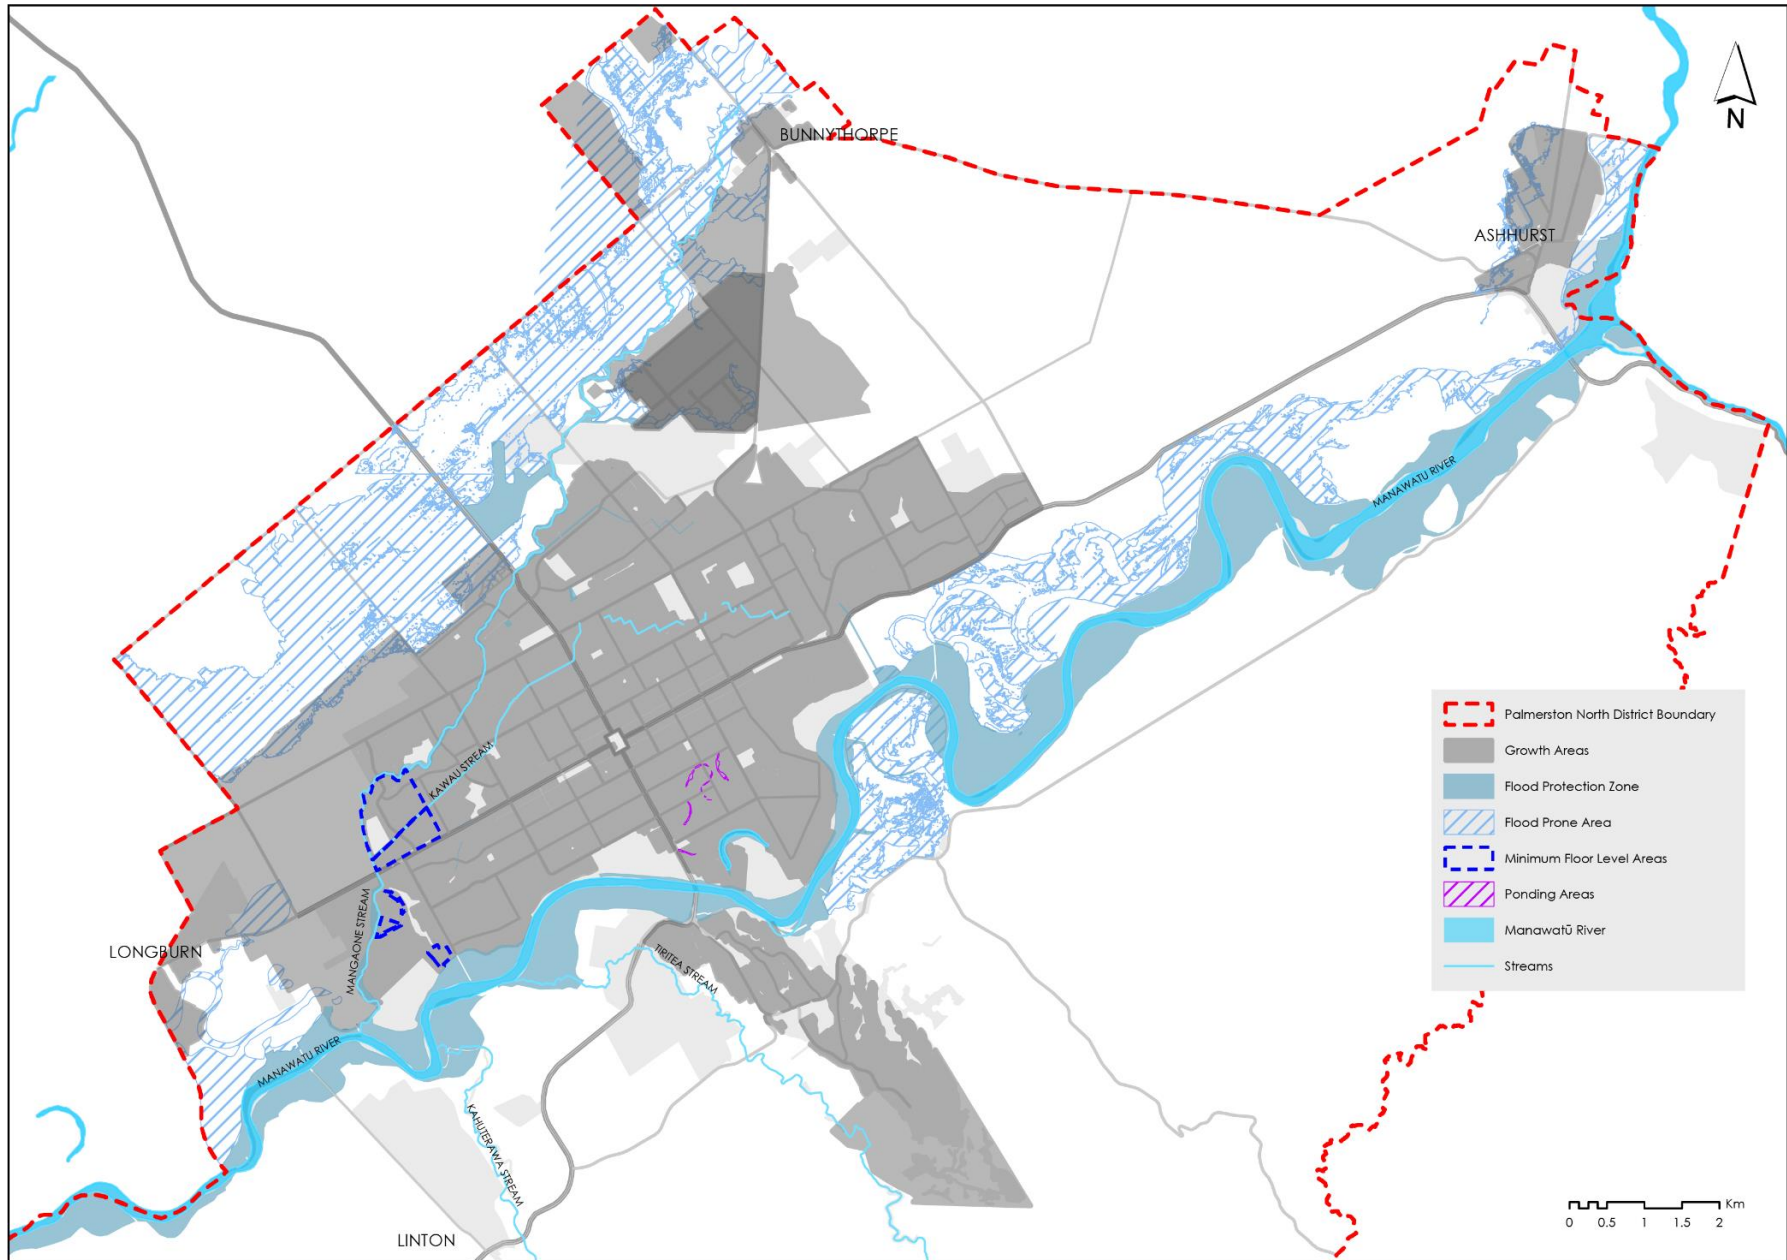 BUNNYTHORPE
N
ASHHURST
MANAWATU RIVER
KAWAU STREAM
MANGAONE STREAM
LONGBURN
TIRITEA STREAM
MANAWATU RIVER
KAHUTERAWA STREAM
LINTON
Palmerston North District Boundary
Growth Areas
Flood Protection Zone
Flood Prone Area
Minimum Floor Level Areas
Ponding Areas
Manawatū River
Streams
Km
0 0.5 1 1.5 2